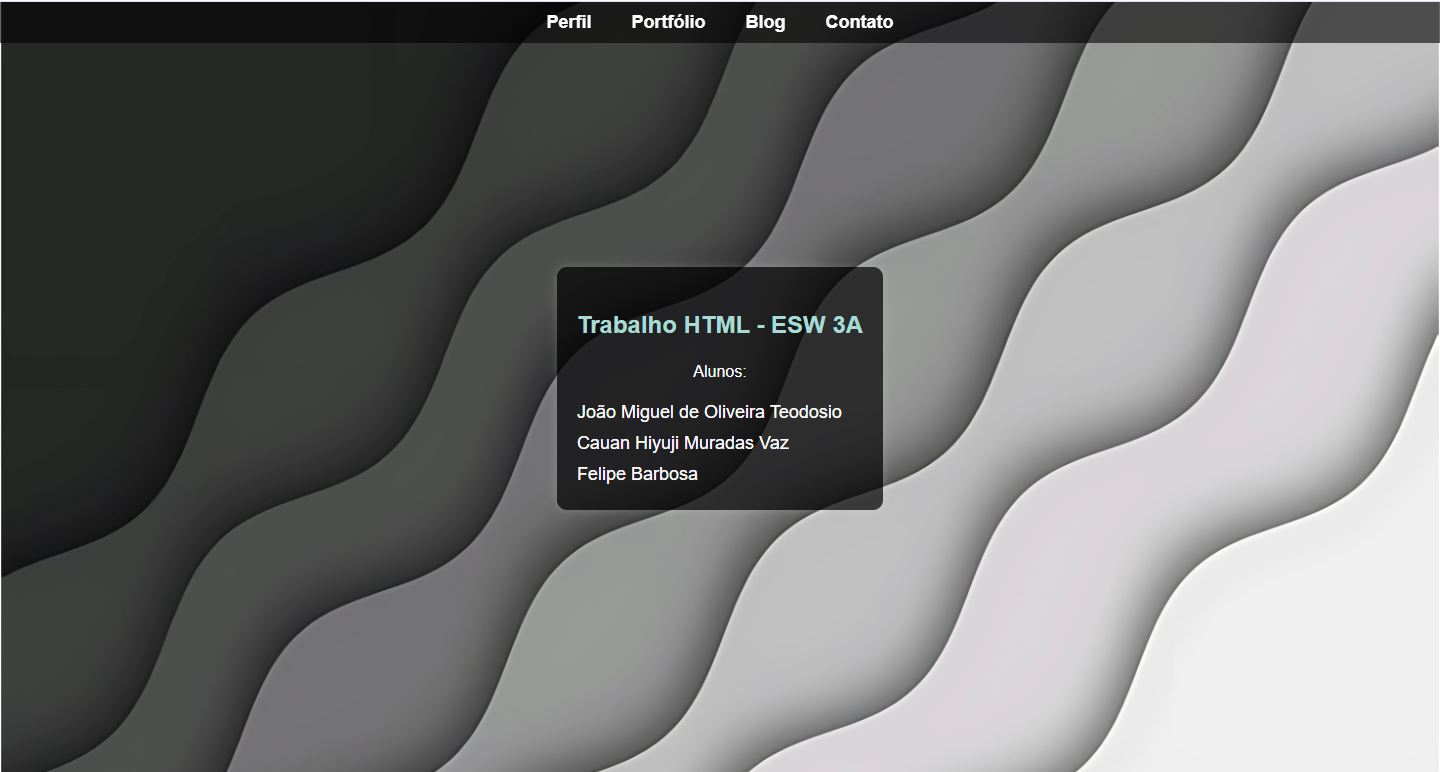 Perfil Portfólio Blog Contato
Trabalho HTML - ESW 3A
Alunos:
João Miguel de Oliveira Teodosio
Cauan Hiyuji Muradas Vaz
Felipe Barbosa